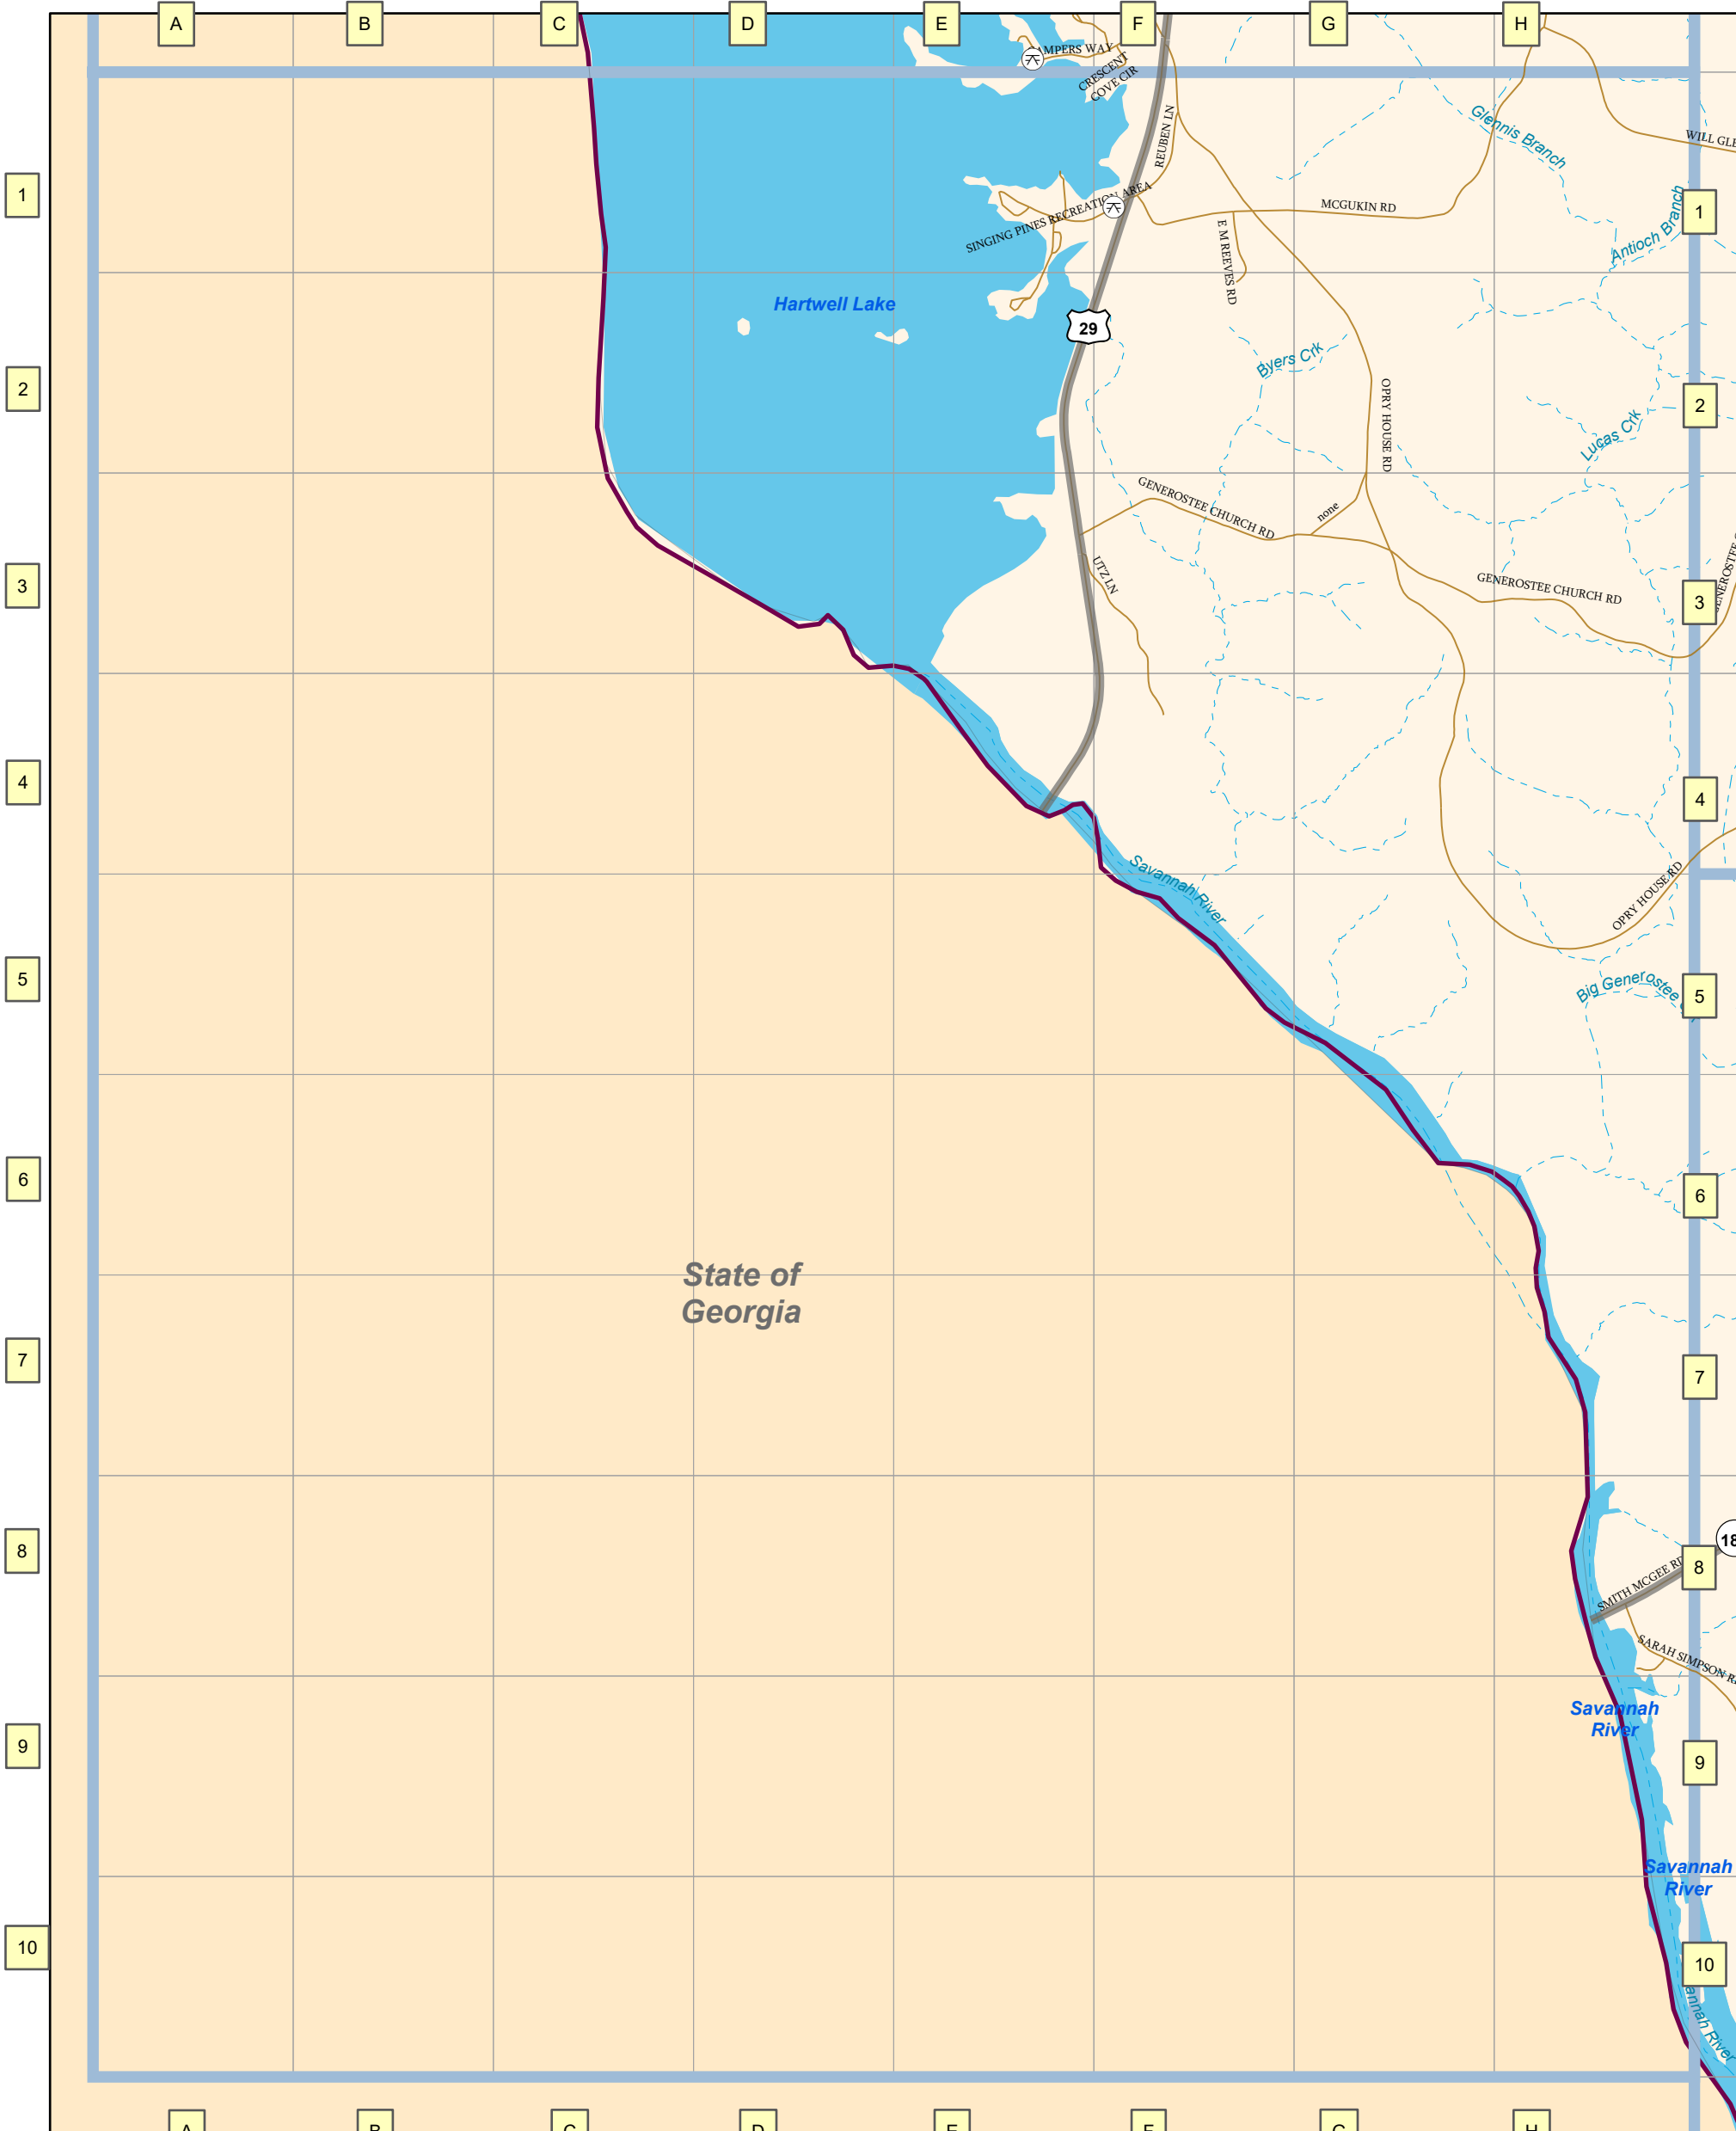 A B C D E F G H
AMPERS WAY
CRESCENT
COVE CIR
REUBEN LN
Glennis Branch
WILL GLE
1
SINGING PINES RECREATION AREA
MCGUKIN RD
E M REEVES RD
Antioch Branch
1
Hartwell Lake
29
Byers Crk
2
OPRY HOUSE RD
Lucas Crk
2
GENEROSTEE CHURCH RD
none
UTZ LN
3
GENEROSTEE CHURCH RD
3
4
4
Savannah River
OPRY HOUSE RD
5
Big Generostee
5
6
6
State of
Georgia
7
7
8
SMITH MCGEE RD
18
8
SARAH SIMPSON R
Savannah
River
9
9
Savannah
River
10
10
annah River
A B C D E F G H